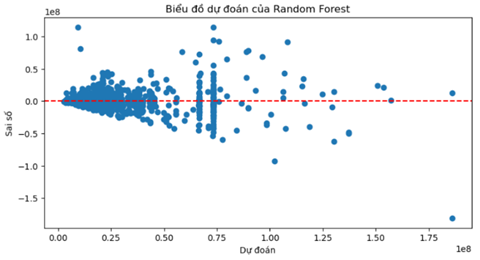 Biểu đồ dự đoán của Random Forest
1e8
1.0
0.5
0.0
-0.5
-1.0
-1.5
Sai số
0.00 0.25 0.50 0.75 1.00 1.25 1.50 1.75
1e8
Dự đoán